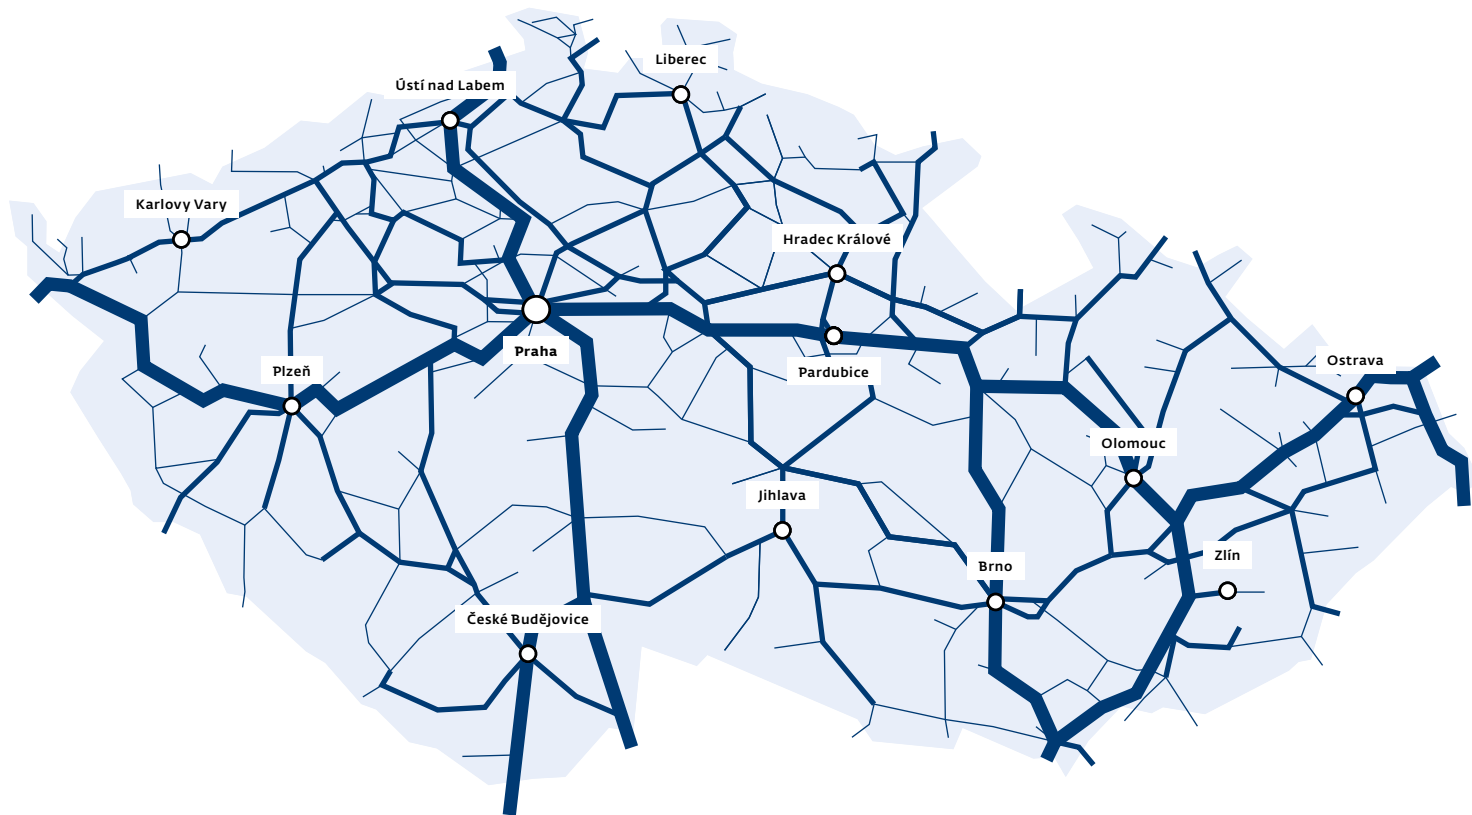 Liberec
Ústí nad Labem
Karlovy Vary
Hradec Králové
Praha
Pardubice
Ostrava
Plzeň
Olomouc
Jihlava
Zlín
Brno
České Budějovice